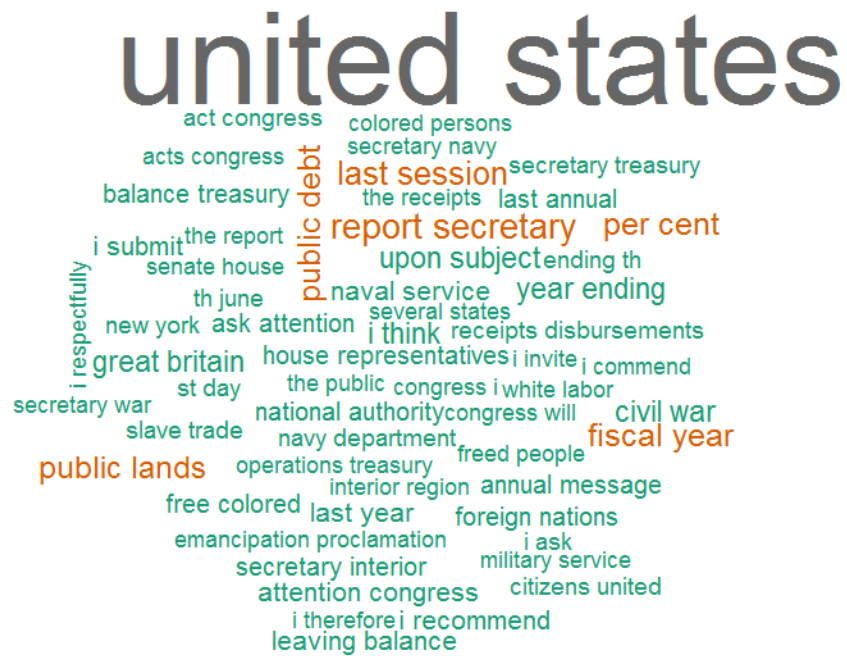 united states
act congress
colored persons
secretary navy
acts congress
public debt
last session
secretary treasury
balance treasury
the receipts
last annual
report secretary
per cent
i submit
the report
upon subject
ending th
senate house
i respectfully
th june
naval service
year ending
several states
new york
ask attention
i think
receipts disbursements
great britain
house representatives
i invite
i commend
st day
the public
congress i
white labor
secretary war
national authority
congress will
civil war
slave trade
navy department
fiscal year
freed people
public lands
operations treasury
interior region
annual message
free colored
last year
foreign nations
emancipation proclamation
i ask
secretary interior
military service
attention congress
citizens united
i therefore
i recommend
leaving balance